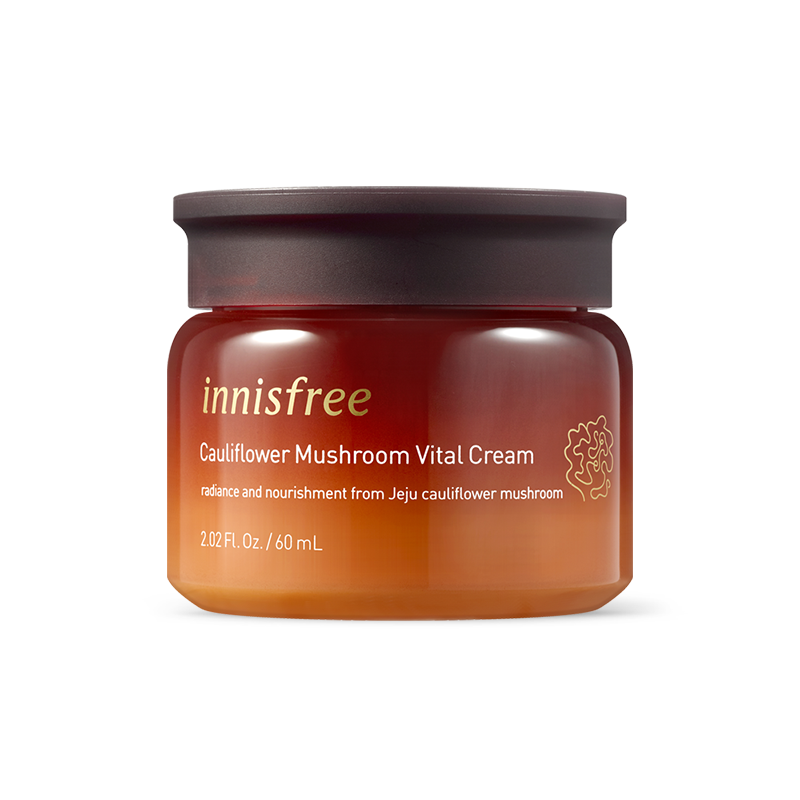 innisfree
Cauliflower Mushroom Vital Cream
radiance and nourishment from Jeju cauliflower mushroom
2.02 Fl. Oz. / 60 mL